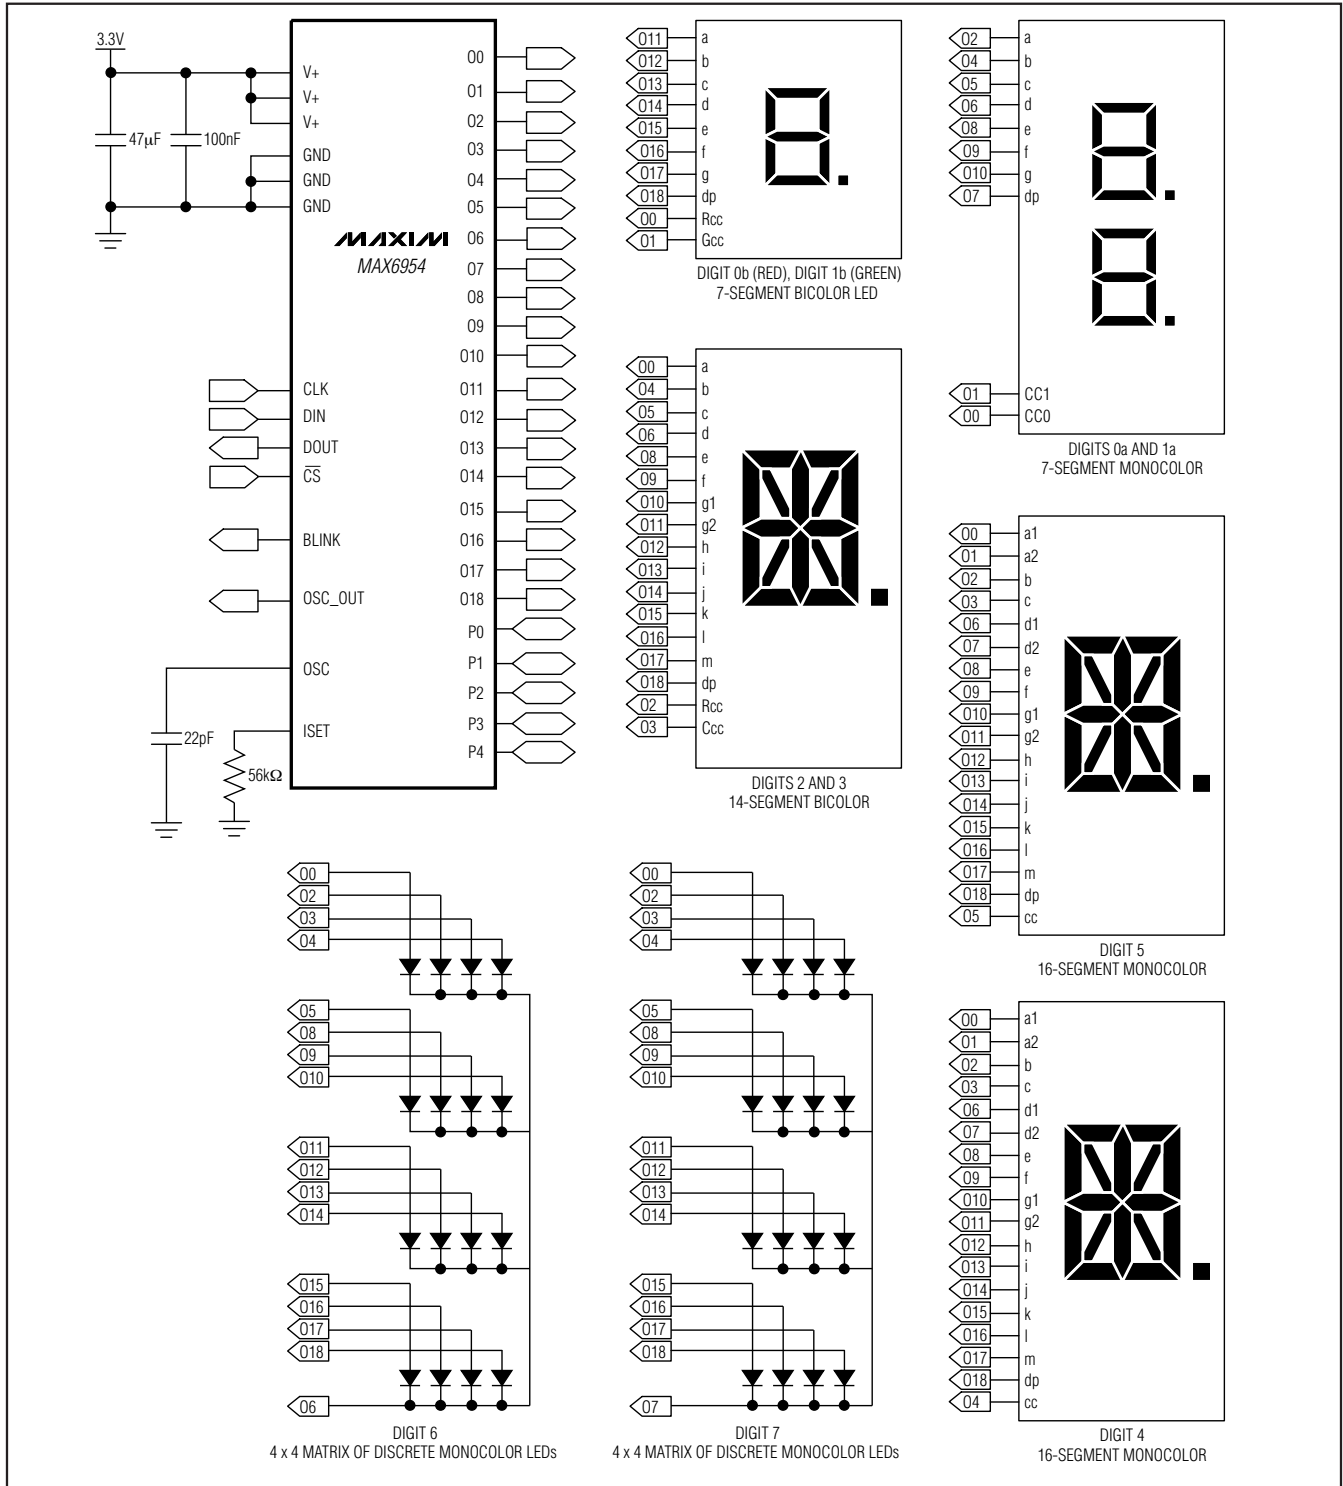 3.3V
47µF
100nF
V+
V+
V+
GND
GND
GND
MAXIM
MAX6954
CLK
DIN
DOUT
CS
BLINK
OSC_OUT
OSC
ISET
22pF
56kΩ
O0
O1
O2
O3
O4
O5
O6
O7
O8
O9
O10
O11
O12
O13
O14
O15
O16
O17
O18
P0
P1
P2
P3
P4
O11 a
O12 b
O13 c
O14 d
O15 e
O16 f
O17 g
O18 dp
O0 Rcc
O1 Gcc
DIGIT 0b (RED), DIGIT 1b (GREEN)
7-SEGMENT BICOLOR LED
O2 a
O4 b
O5 c
O6 d
O8 e
O9 f
O10 g
O7 dp
O1 CC1
O0 CC0
DIGITS 0a AND 1a
7-SEGMENT MONOCOLOR
O0 a
O4 b
O5 c
O6 d
O8 e
O9 f
O10 g1
O11 g2
O12 h
O13 i
O14 j
O15 k
O16 l
O17 m
O18 dp
O2 Rcc
O3 Ccc
DIGITS 2 AND 3
14-SEGMENT BICOLOR
O0 a1
O1 a2
O2 b
O3 c
O6 d1
O7 d2
O8 e
O9 f
O10 g1
O11 g2
O12 h
O13 i
O14 j
O15 k
O16 l
O17 m
O18 dp
O5 cc
DIGIT 5
16-SEGMENT MONOCOLOR
O0
O2
O3
O4
O5
O8
O9
O10
O11
O12
O13
O14
O15
O16
O17
O18
O6
DIGIT 6
4 x 4 MATRIX OF DISCRETE MONOCOLOR LEDs
O0
O2
O3
O4
O5
O8
O9
O10
O11
O12
O13
O14
O15
O16
O17
O18
O7
DIGIT 7
4 x 4 MATRIX OF DISCRETE MONOCOLOR LEDs
O0 a1
O1 a2
O2 b
O3 c
O6 d1
O7 d2
O8 e
O9 f
O10 g1
O11 g2
O12 h
O13 i
O14 j
O15 k
O16 l
O17 m
O18 dp
O4 cc
DIGIT 4
16-SEGMENT MONOCOLOR